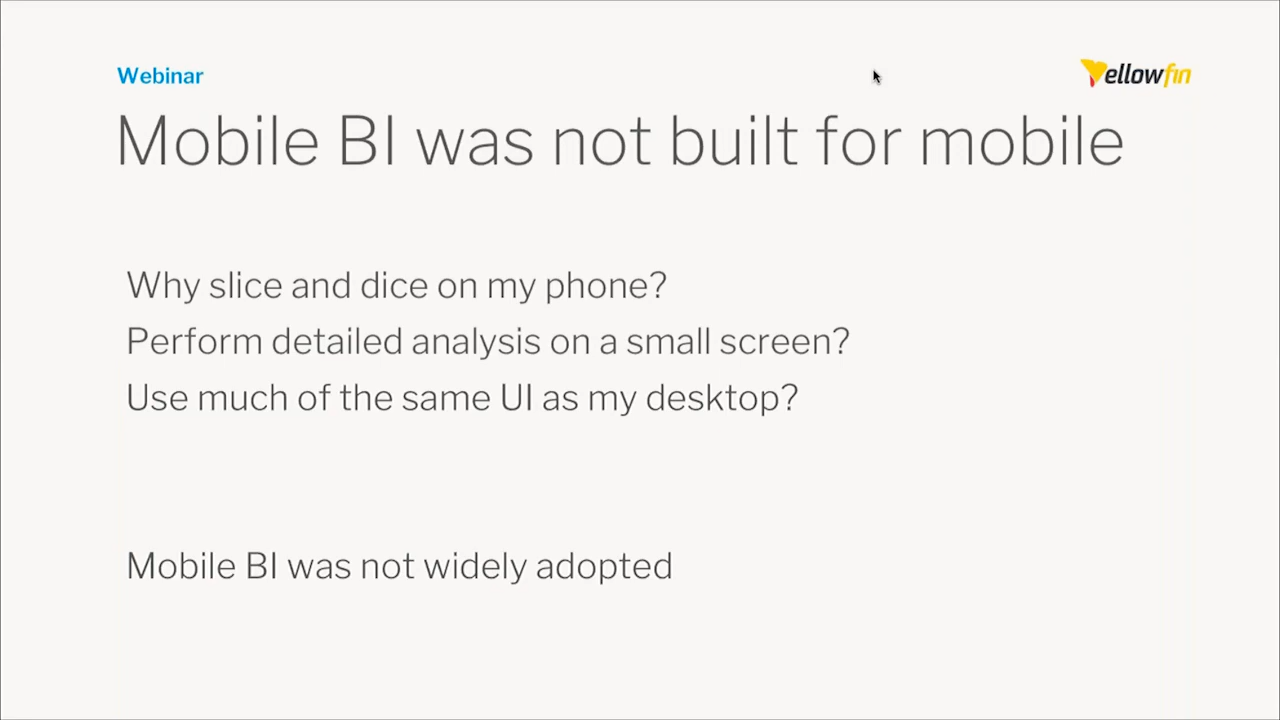 Webinar
Yellowfin
Mobile BI was not built for mobile
Why slice and dice on my phone?
Perform detailed analysis on a small screen?
Use much of the same UI as my desktop?
Mobile BI was not widely adopted